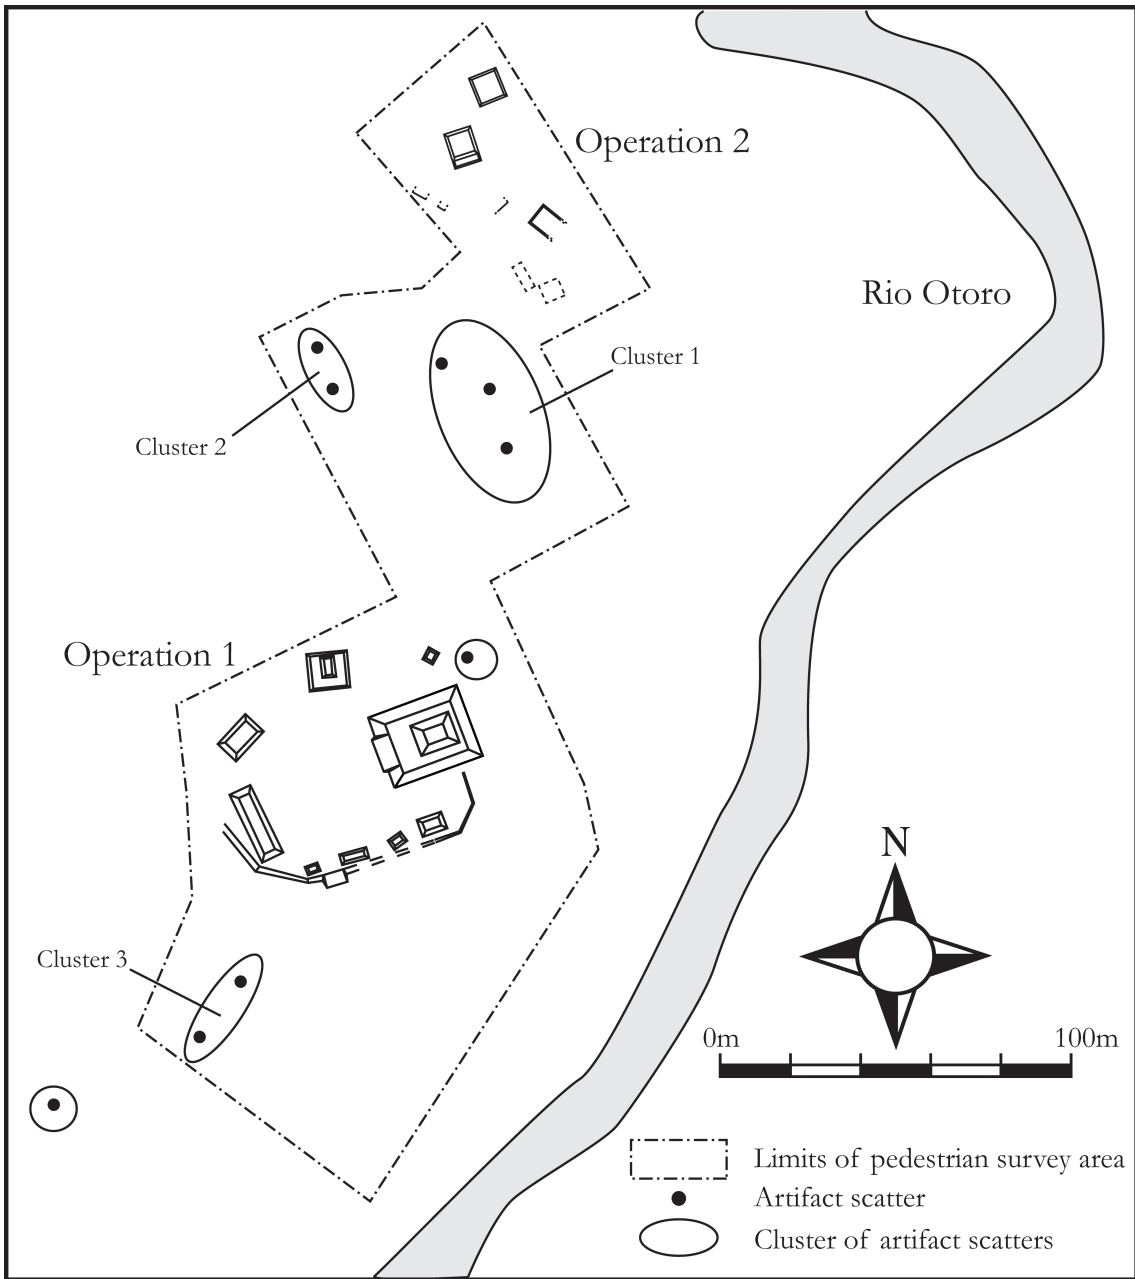 Operation 2
Rio Otoro
Cluster 1
Cluster 2
Operation 1
N
Cluster 3
0m 100m
Limits of pedestrian survey area
Artifact scatter
Cluster of artifact scatters